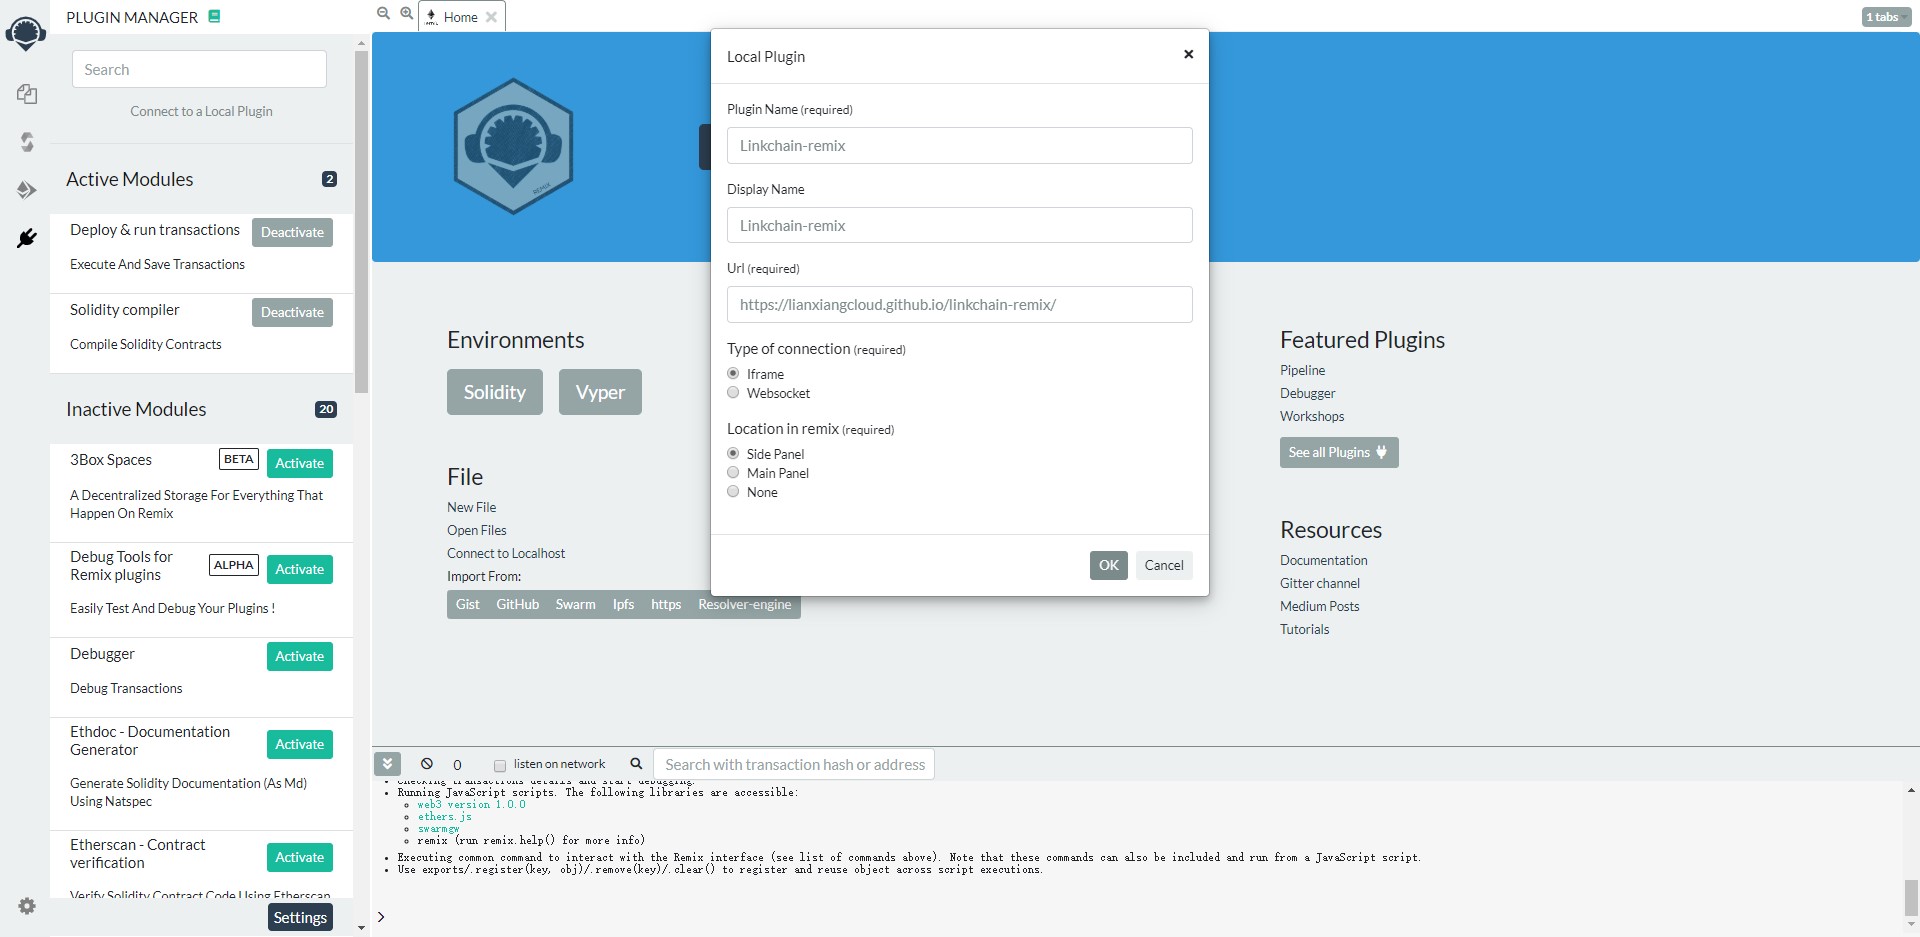 PLUGIN MANAGER
Search
Connect to a Local Plugin
Active Modules 2
Deploy & run transactions Deactivate
Execute And Save Transactions
Solidity compiler Deactivate
Compile Solidity Contracts
Inactive Modules 20
3Box Spaces BETA Activate
A Decentralized Storage For Everything That
Happen On Remix
Debug Tools for
Remix plugins ALPHA Activate
Easily Test And Debug Your Plugins !
Debugger Activate
Debug Transactions
Ethdoc - Documentation
Generator Activate
Generate Solidity Documentation (As Md)
Using Natspec
Etherscan - Contract
verification Activate
Verify Solidity Contract Code Using Etherscan
Settings
Home
1 tabs
REMIX
Local Plugin
Plugin Name (required)
Linkchain-remix
Display Name
Linkchain-remix
Url (required)
https://lianxiangcloud.github.io/linkchain-remix/
Type of connection (required)
Iframe
Websocket
Location in remix (required)
Side Panel
Main Panel
None
OK Cancel
Environments
Solidity Vyper
File
New File
Open Files
Connect to Localhost
Import From:
Gist GitHub Swarm Ipfs https Resolver-engine
Featured Plugins
Pipeline
Debugger
Workshops
See all Plugins
Resources
Documentation
Gitter channel
Medium Posts
Tutorials
0 listen on network Search with transaction hash or address
Checking transactions details and start debugging.
Running JavaScript scripts. The following libraries are accessible:
web3 version 1.0.0
ethers.js
swarmgw
remix (run remix.help() for more info)
Executing common command to interact with the Remix interface (see list of commands above). Note that these commands can also be included and run from a JavaScript script.
Use exports/.register(key, obj)/.remove(key)/.clear() to register and reuse object across script executions.
>